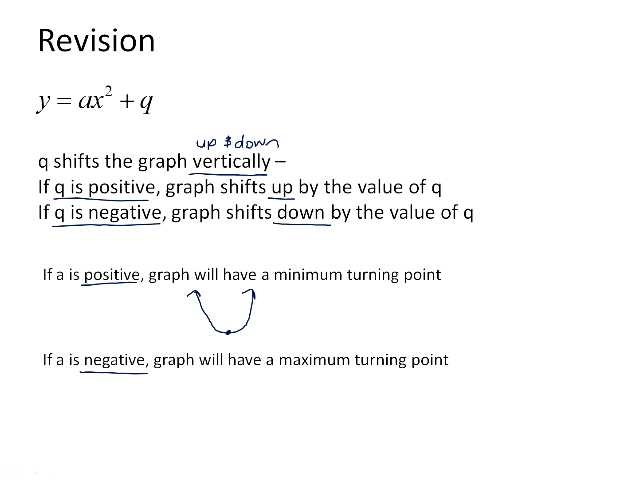 Revision
y = ax² + q
up & down
q shifts the graph vertically –
If q is positive, graph shifts up by the value of q
If q is negative, graph shifts down by the value of q
If a is positive, graph will have a minimum turning point
If a is negative, graph will have a maximum turning point